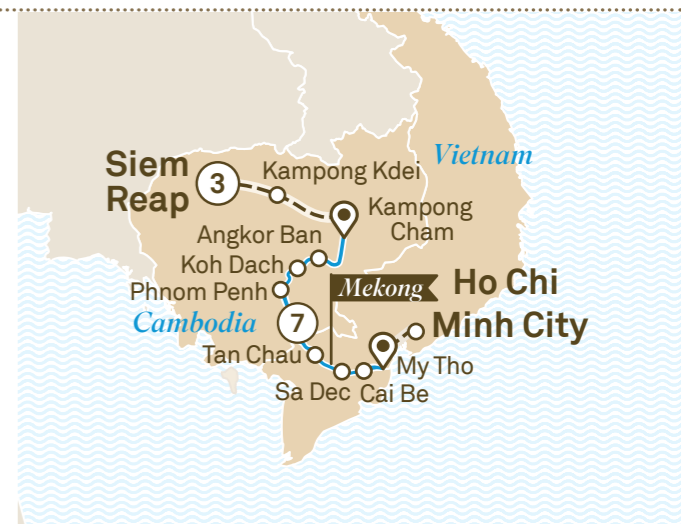 Siem
Reap
3
Kampong Kdei
Vietnam
Kampong
Cham
Angkor Ban
Koh Dach
Phnom Penh
Mekong
Ho Chi
Minh City
Cambodia
7
Tan Chau
My Tho
Sa Dec
Cai Be